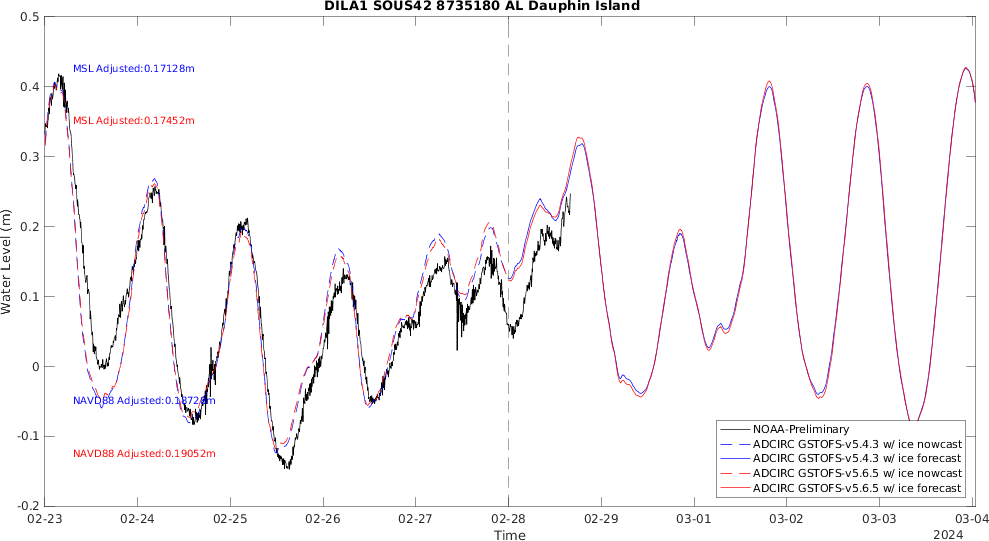 DILA1 SOUS42 8735180 AL Dauphin Island
0.5
MSL Adjusted:0.17128m
0.4
MSL Adjusted:0.17452m
0.3
0.2
Water Level (m)
0.1
0
NAVD88
-0.1
NAVD88 Adjusted:0.19052m
NOAA-Preliminary
ADCIRC GSTOFS-v5.4.3 w/ ice nowcast
ADCIRC GSTOFS-v5.4.3 w/ ice forecast
ADCIRC GSTOFS-v5.6.5 w/ ice nowcast
ADCIRC GSTOFS-v5.6.5 w/ ice forecast
-0.2
02-23 02-24 02-25 02-26 02-27 02-28 02-29 03-01 03-02 03-03 03-04
Time
2024